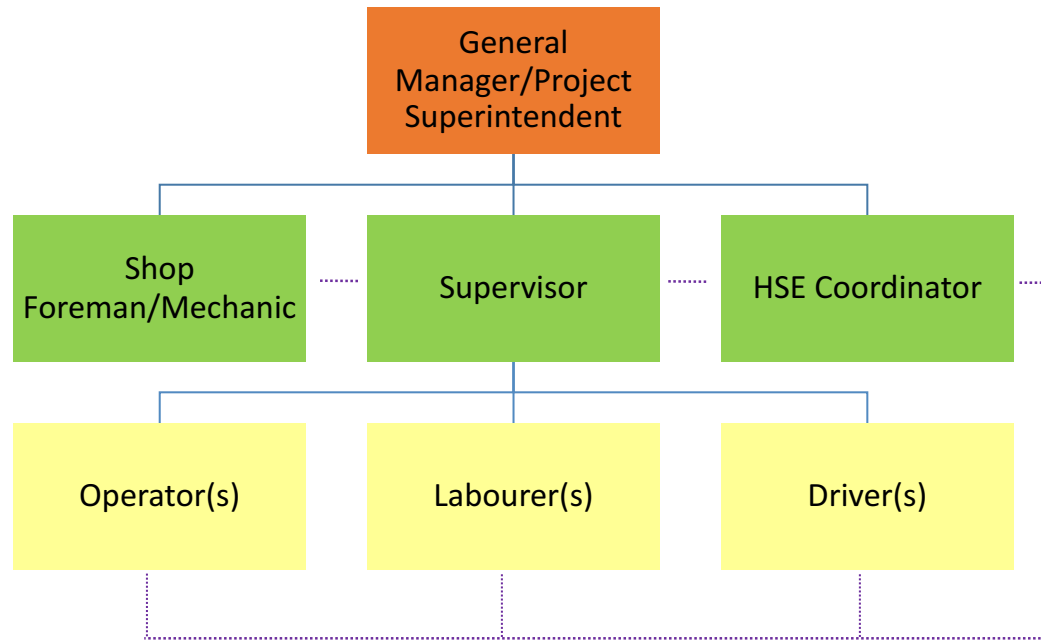 General
Manager/Project
Superintendent
Shop
Foreman/Mechanic
Supervisor
HSE Coordinator
Operator(s)
Labourer(s)
Driver(s)